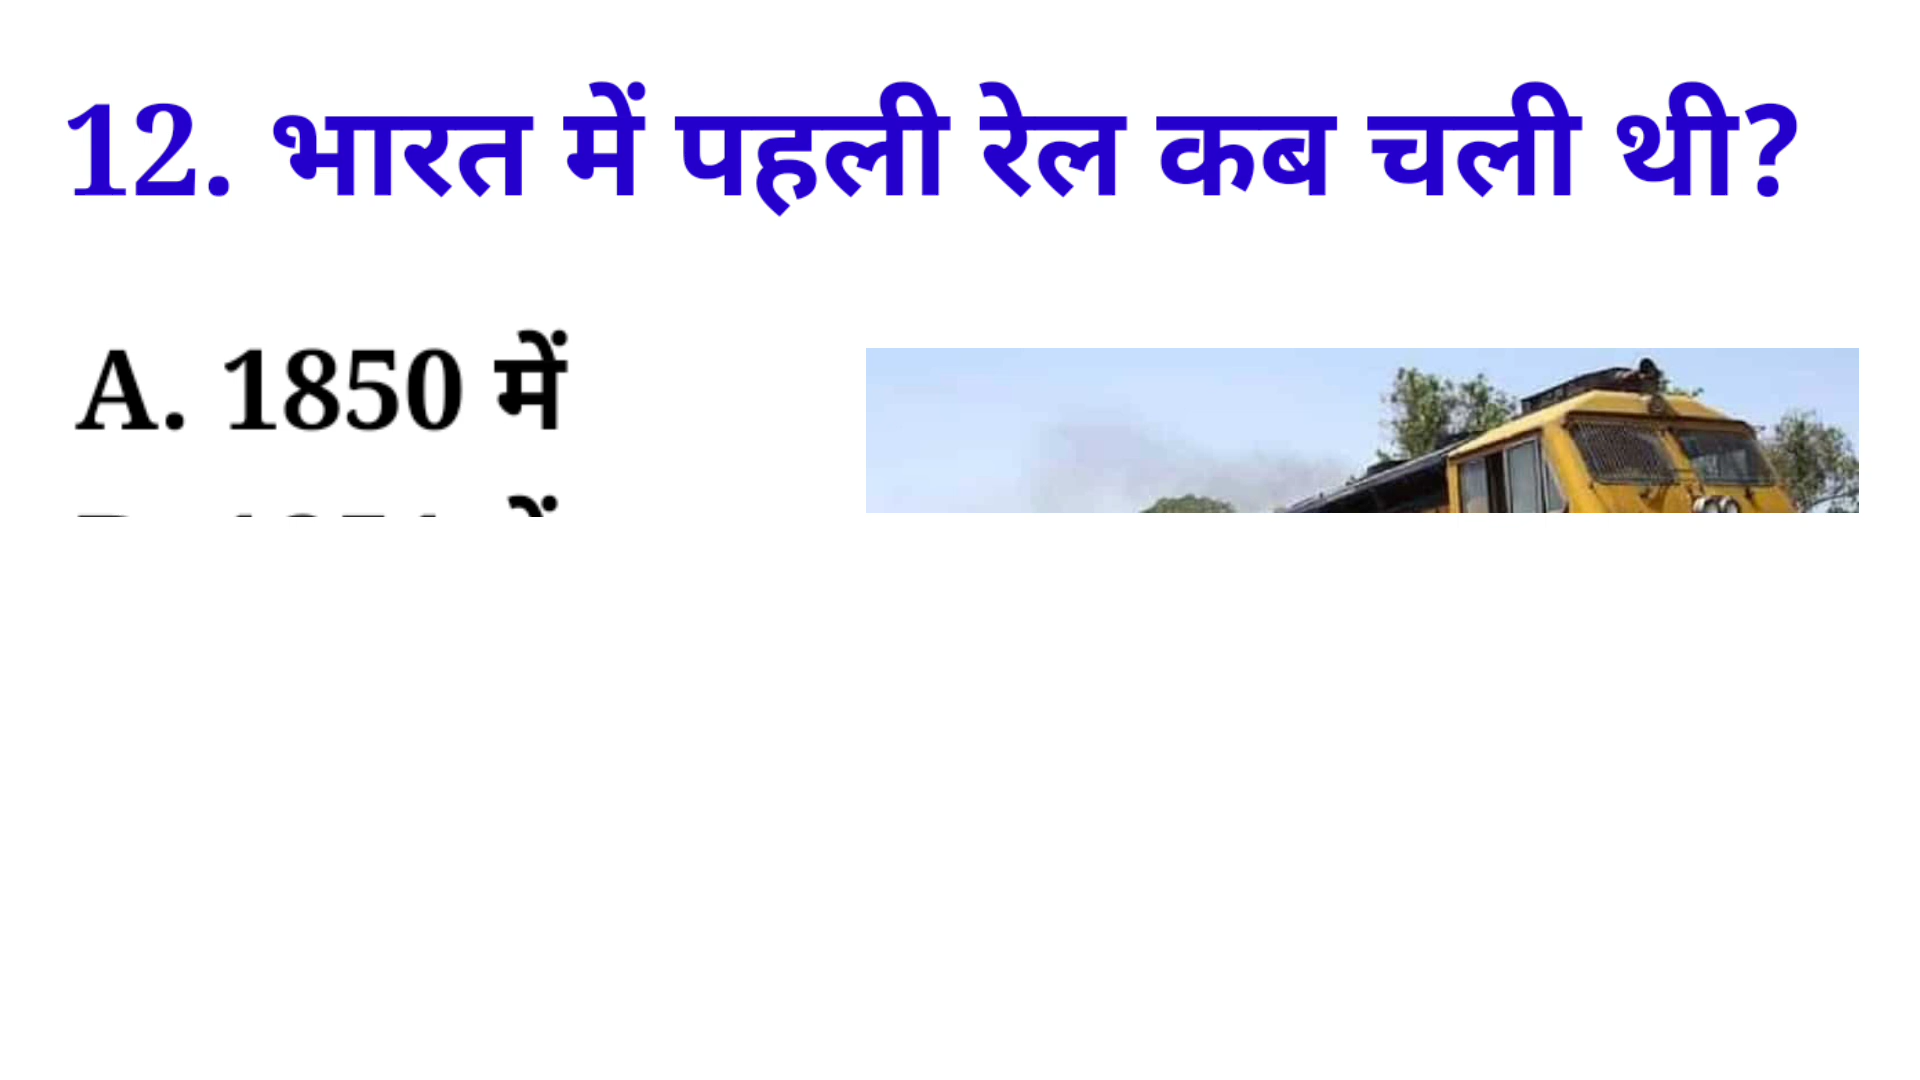 12. भारत में पहली रेल कब चली थी?
A. 1850 में